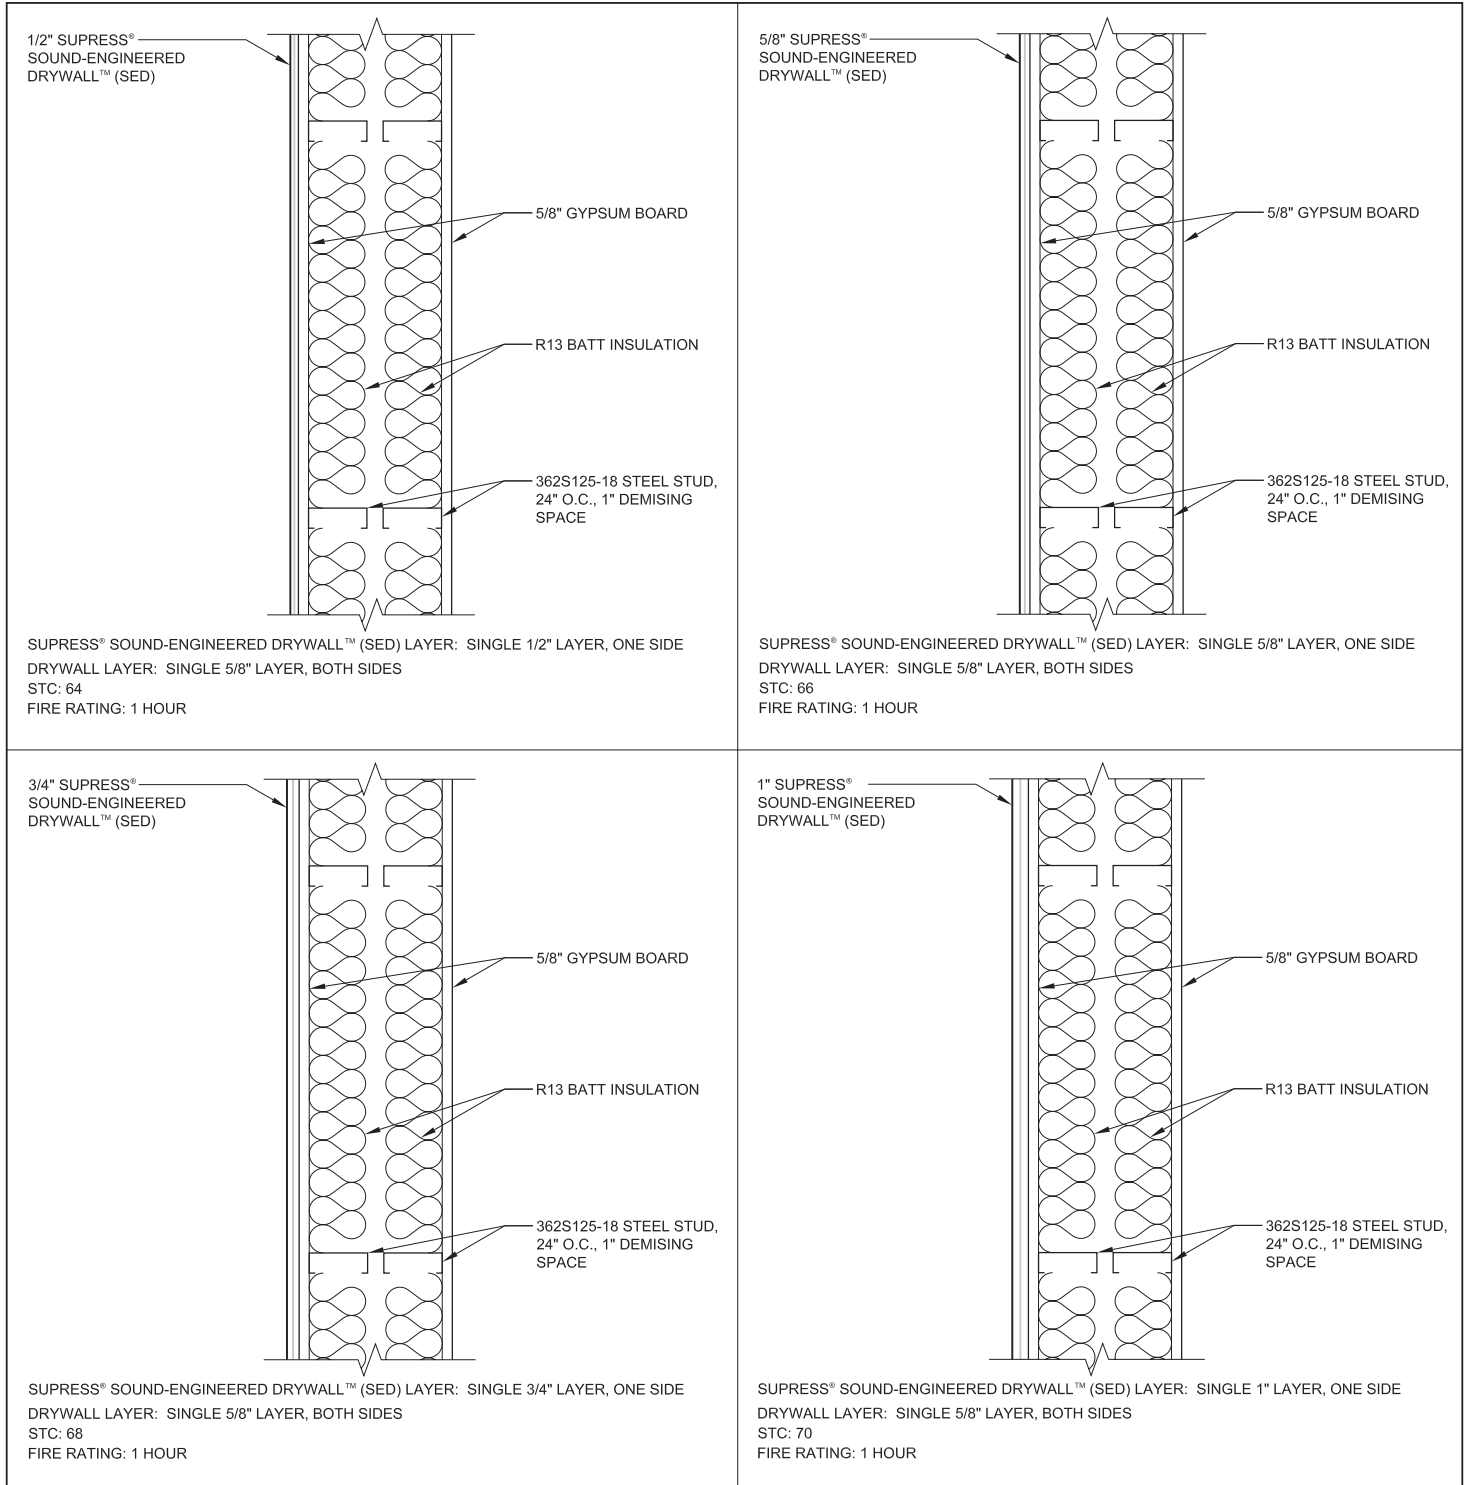 1/2" SUPRESS®
SOUND-ENGINEERED
DRYWALL™ (SED)
5/8" GYPSUM BOARD
R13 BATT INSULATION
362S125-18 STEEL STUD,
24" O.C., 1" DEMISING
SPACE
SUPRESS® SOUND-ENGINEERED DRYWALL™ (SED) LAYER: SINGLE 1/2" LAYER, ONE SIDE
DRYWALL LAYER: SINGLE 5/8" LAYER, BOTH SIDES
STC: 64
FIRE RATING: 1 HOUR
5/8" SUPRESS®
SOUND-ENGINEERED
DRYWALL™ (SED)
5/8" GYPSUM BOARD
R13 BATT INSULATION
362S125-18 STEEL STUD,
24" O.C., 1" DEMISING
SPACE
SUPRESS® SOUND-ENGINEERED DRYWALL™ (SED) LAYER: SINGLE 5/8" LAYER, ONE SIDE
DRYWALL LAYER: SINGLE 5/8" LAYER, BOTH SIDES
STC: 66
FIRE RATING: 1 HOUR
3/4" SUPRESS®
SOUND-ENGINEERED
DRYWALL™ (SED)
5/8" GYPSUM BOARD
R13 BATT INSULATION
362S125-18 STEEL STUD,
24" O.C., 1" DEMISING
SPACE
SUPRESS® SOUND-ENGINEERED DRYWALL™ (SED) LAYER: SINGLE 3/4" LAYER, ONE SIDE
DRYWALL LAYER: SINGLE 5/8" LAYER, BOTH SIDES
STC: 68
FIRE RATING: 1 HOUR
1" SUPRESS®
SOUND-ENGINEERED
DRYWALL™ (SED)
5/8" GYPSUM BOARD
R13 BATT INSULATION
362S125-18 STEEL STUD,
24" O.C., 1" DEMISING
SPACE
SUPRESS® SOUND-ENGINEERED DRYWALL™ (SED) LAYER: SINGLE 1" LAYER, ONE SIDE
DRYWALL LAYER: SINGLE 5/8" LAYER, BOTH SIDES
STC: 70
FIRE RATING: 1 HOUR